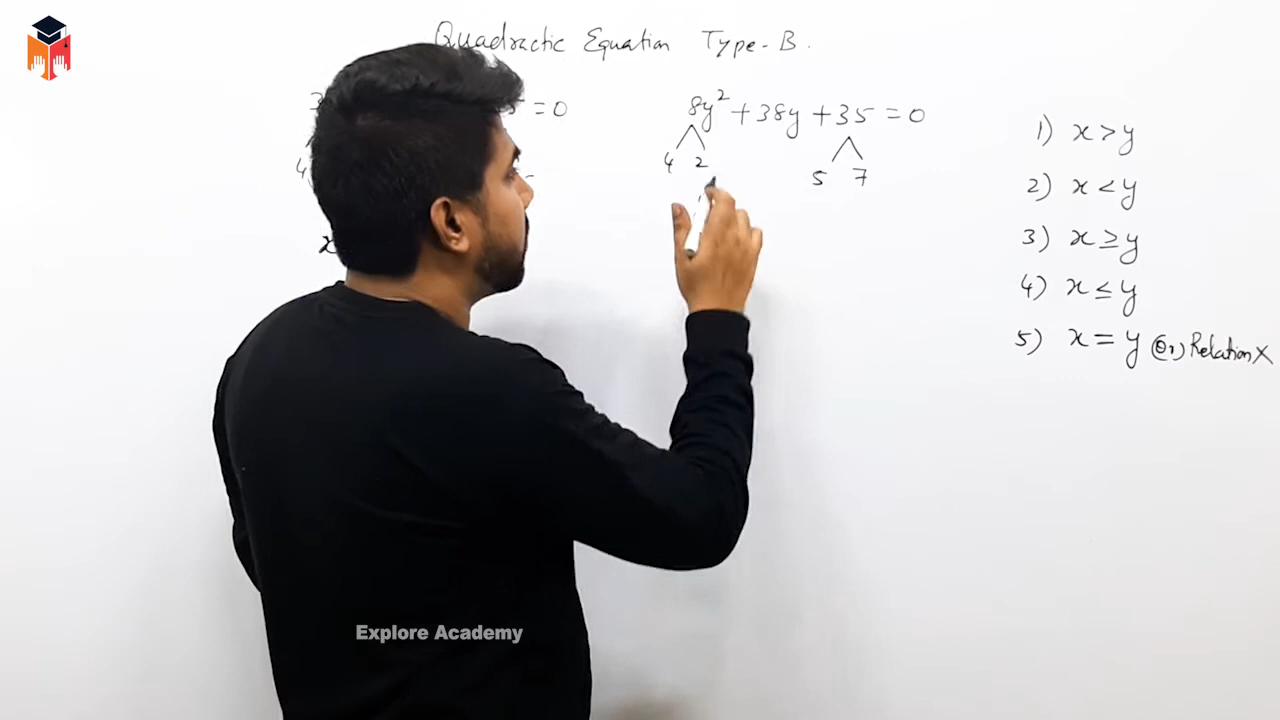 Quadractic Equation Type-B.
= 0
8y² + 38y + 35 = 0
4 2
5 7
x
1) x > y
2) x < y
3) x ≥ y
4) x ≤ y
5) x = y (Or) Relation X
Explore Academy